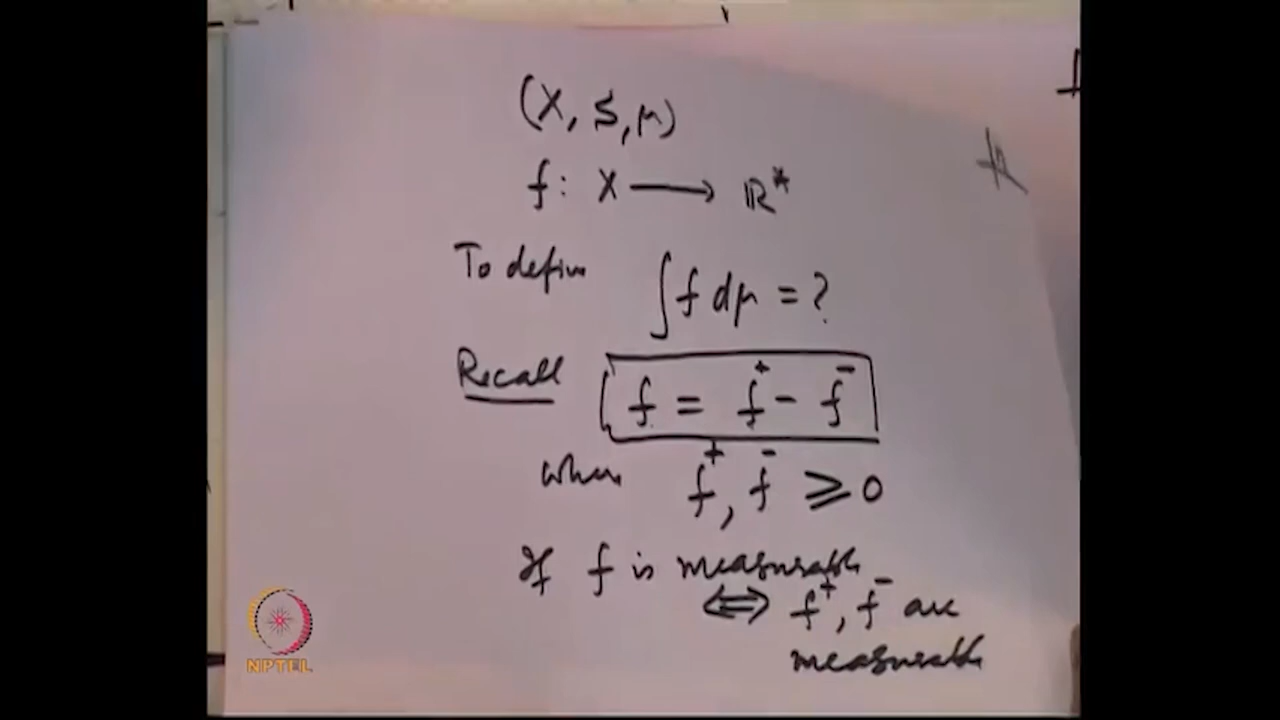 (X, S, μ)
f: X ⟶ ℝ*
To define ∫f dμ = ?
Recall f = f⁺ - f⁻
where f⁺, f⁻ ⩾ 0
If f is measurable
⟺ f⁺, f⁻ are
measurable
NPTEL